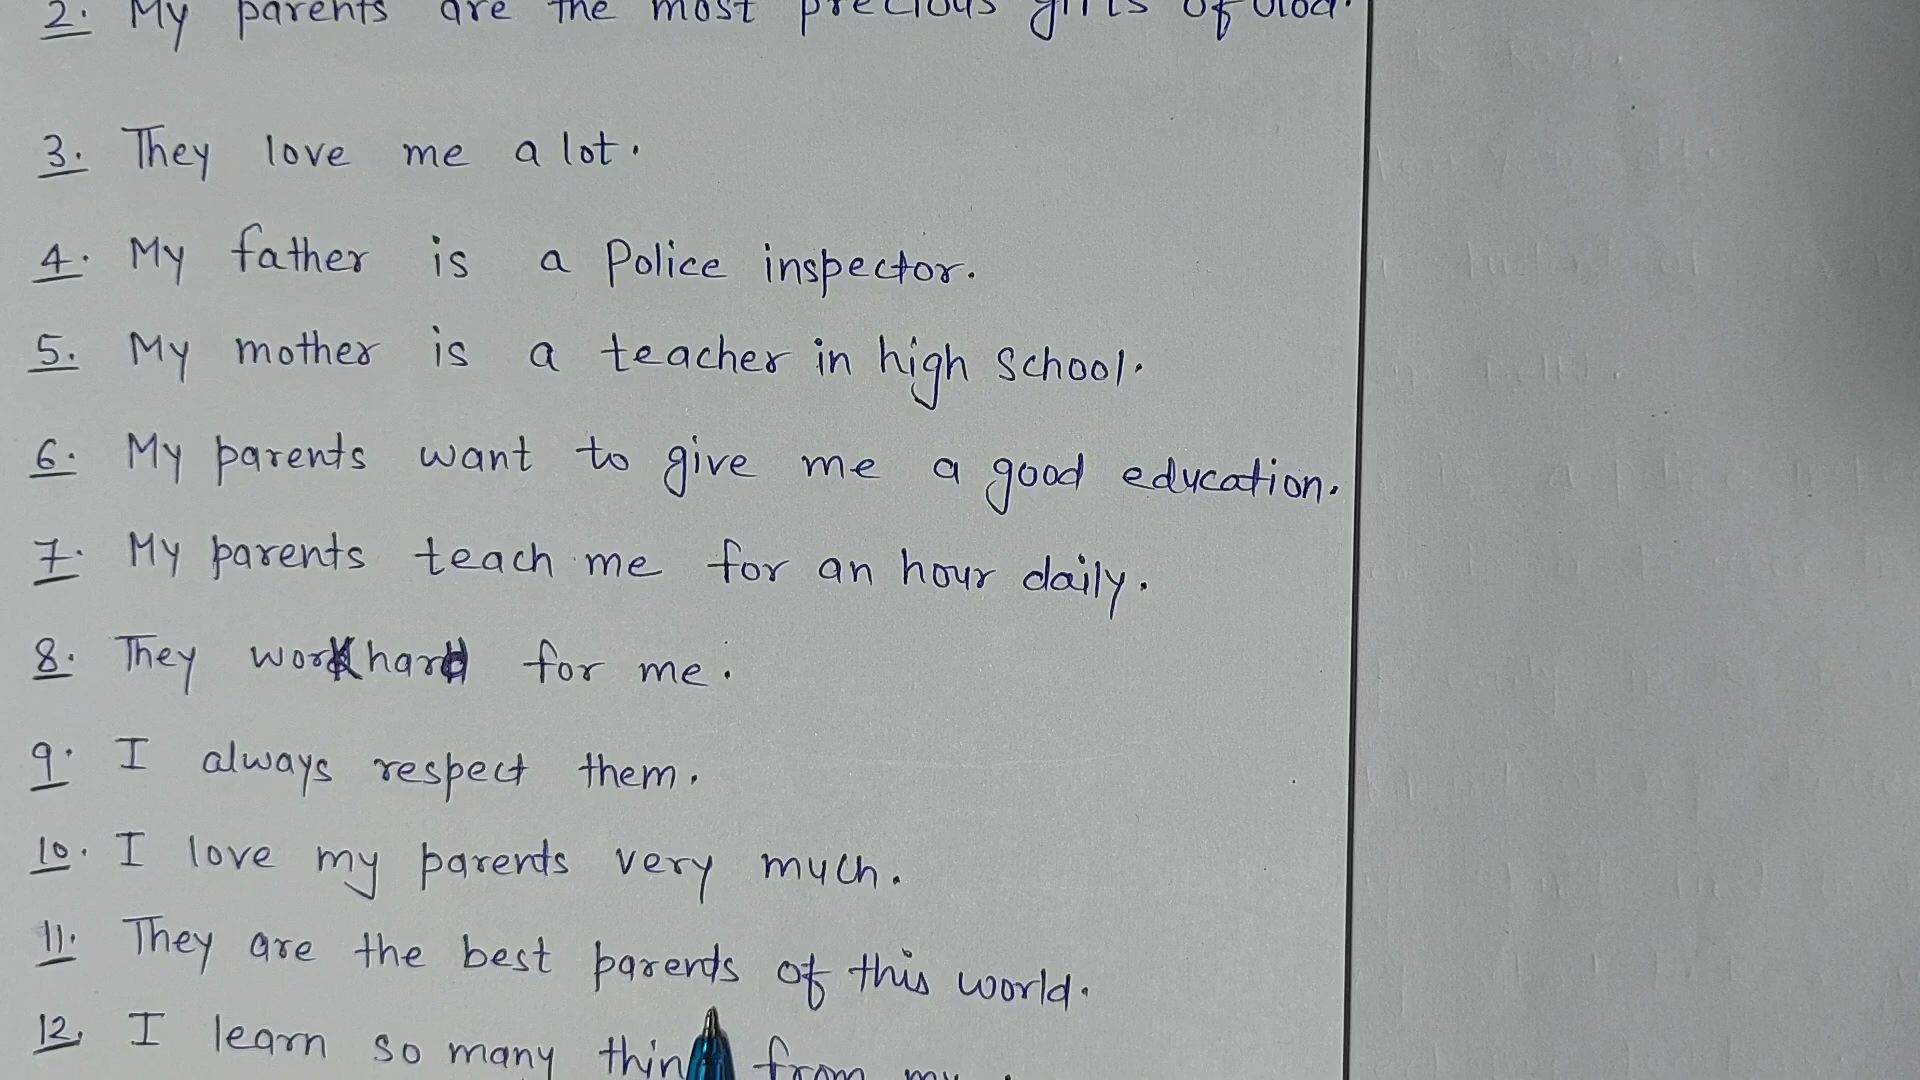 2. My parents are the most precious gifts of God.
3. They love me a lot.
4. My father is a Police inspector.
5. My mother is a teacher in high school.
6. My parents want to give me a good education.
7. My parents teach me for an hour daily.
8. They work hard for me.
9. I always respect them.
10. I love my parents very much.
11. They are the best parents of this world.
12. I learn so many thin from my